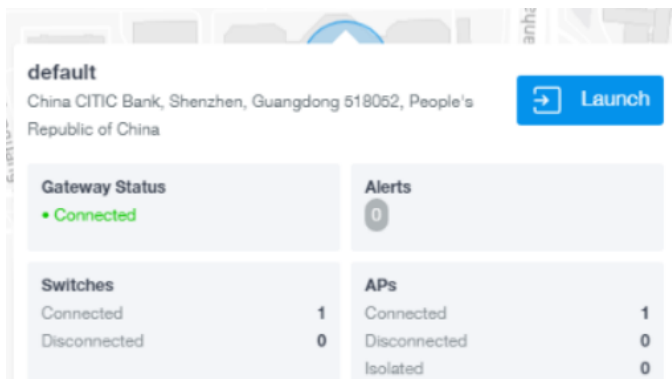 default
China CITIC Bank, Shenzhen, Guangdong 518052, People's
Republic of China
Launch
Gateway Status
• Connected
Alerts
0
Switches
Connected 1
Disconnected 0
APs
Connected 1
Disconnected 0
Isolated 0